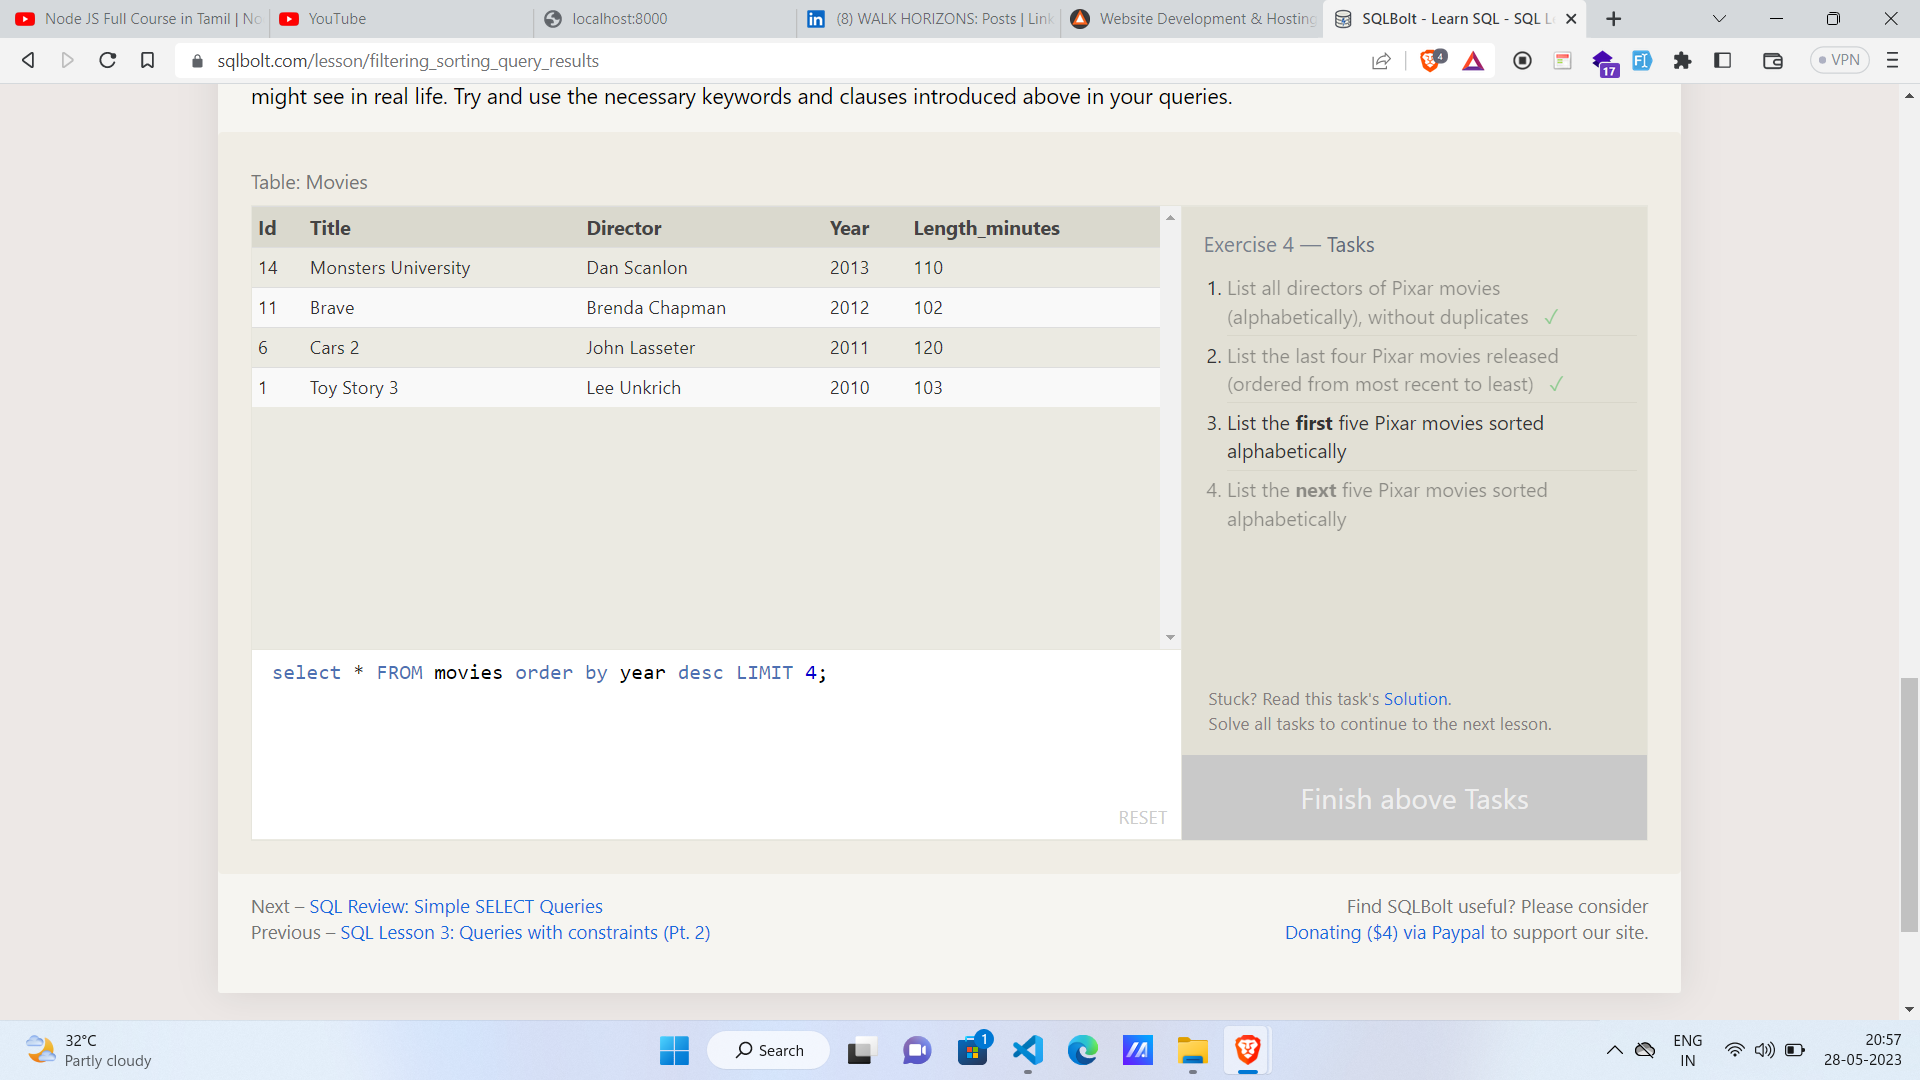 Node JS Full Course in Tamil | No
YouTube
localhost:8000
(8) WALK HORIZONS: Posts | Link
Website Development & Hosting
SQLBolt - Learn SQL - SQL L
sqlbolt.com/lesson/filtering_sorting_query_results
4
17
VPN
might see in real life. Try and use the necessary keywords and clauses introduced above in your queries.
Table: Movies
Id Title Director Year Length_minutes
14 Monsters University Dan Scanlon 2013 110
11 Brave Brenda Chapman 2012 102
6 Cars 2 John Lasseter 2011 120
1 Toy Story 3 Lee Unkrich 2010 103
select * FROM movies order by year desc LIMIT 4;
RESET
Exercise 4 — Tasks
1. List all directors of Pixar movies
(alphabetically), without duplicates ✓
2. List the last four Pixar movies released
(ordered from most recent to least) ✓
3. List the first five Pixar movies sorted
alphabetically
4. List the next five Pixar movies sorted
alphabetically
Stuck? Read this task's Solution.
Solve all tasks to continue to the next lesson.
Finish above Tasks
Next – SQL Review: Simple SELECT Queries
Previous – SQL Lesson 3: Queries with constraints (Pt. 2)
Find SQLBolt useful? Please consider
Donating ($4) via Paypal to support our site.
32°C
Partly cloudy
Search
1
ENG
IN
20:57
28-05-2023